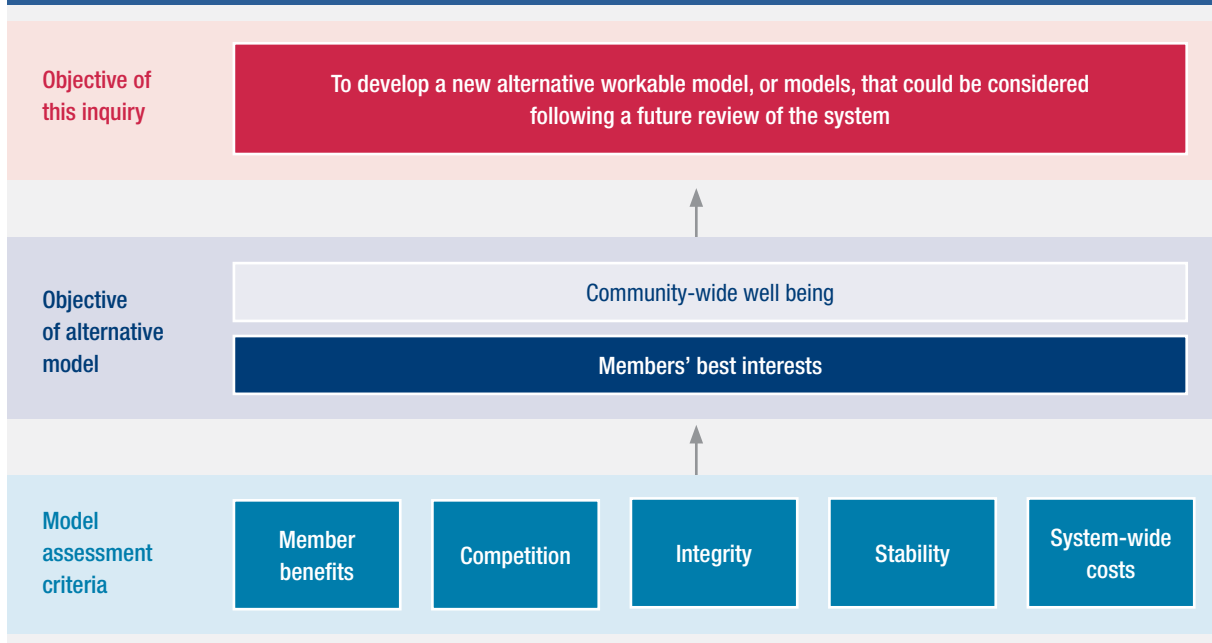 Objective of
this inquiry
To develop a new alternative workable model, or models, that could be considered
following a future review of the system
Objective
of alternative
model
Community-wide well being
Members' best interests
Model
assessment
criteria
Member
benefits
Competition
Integrity
Stability
System-wide
costs